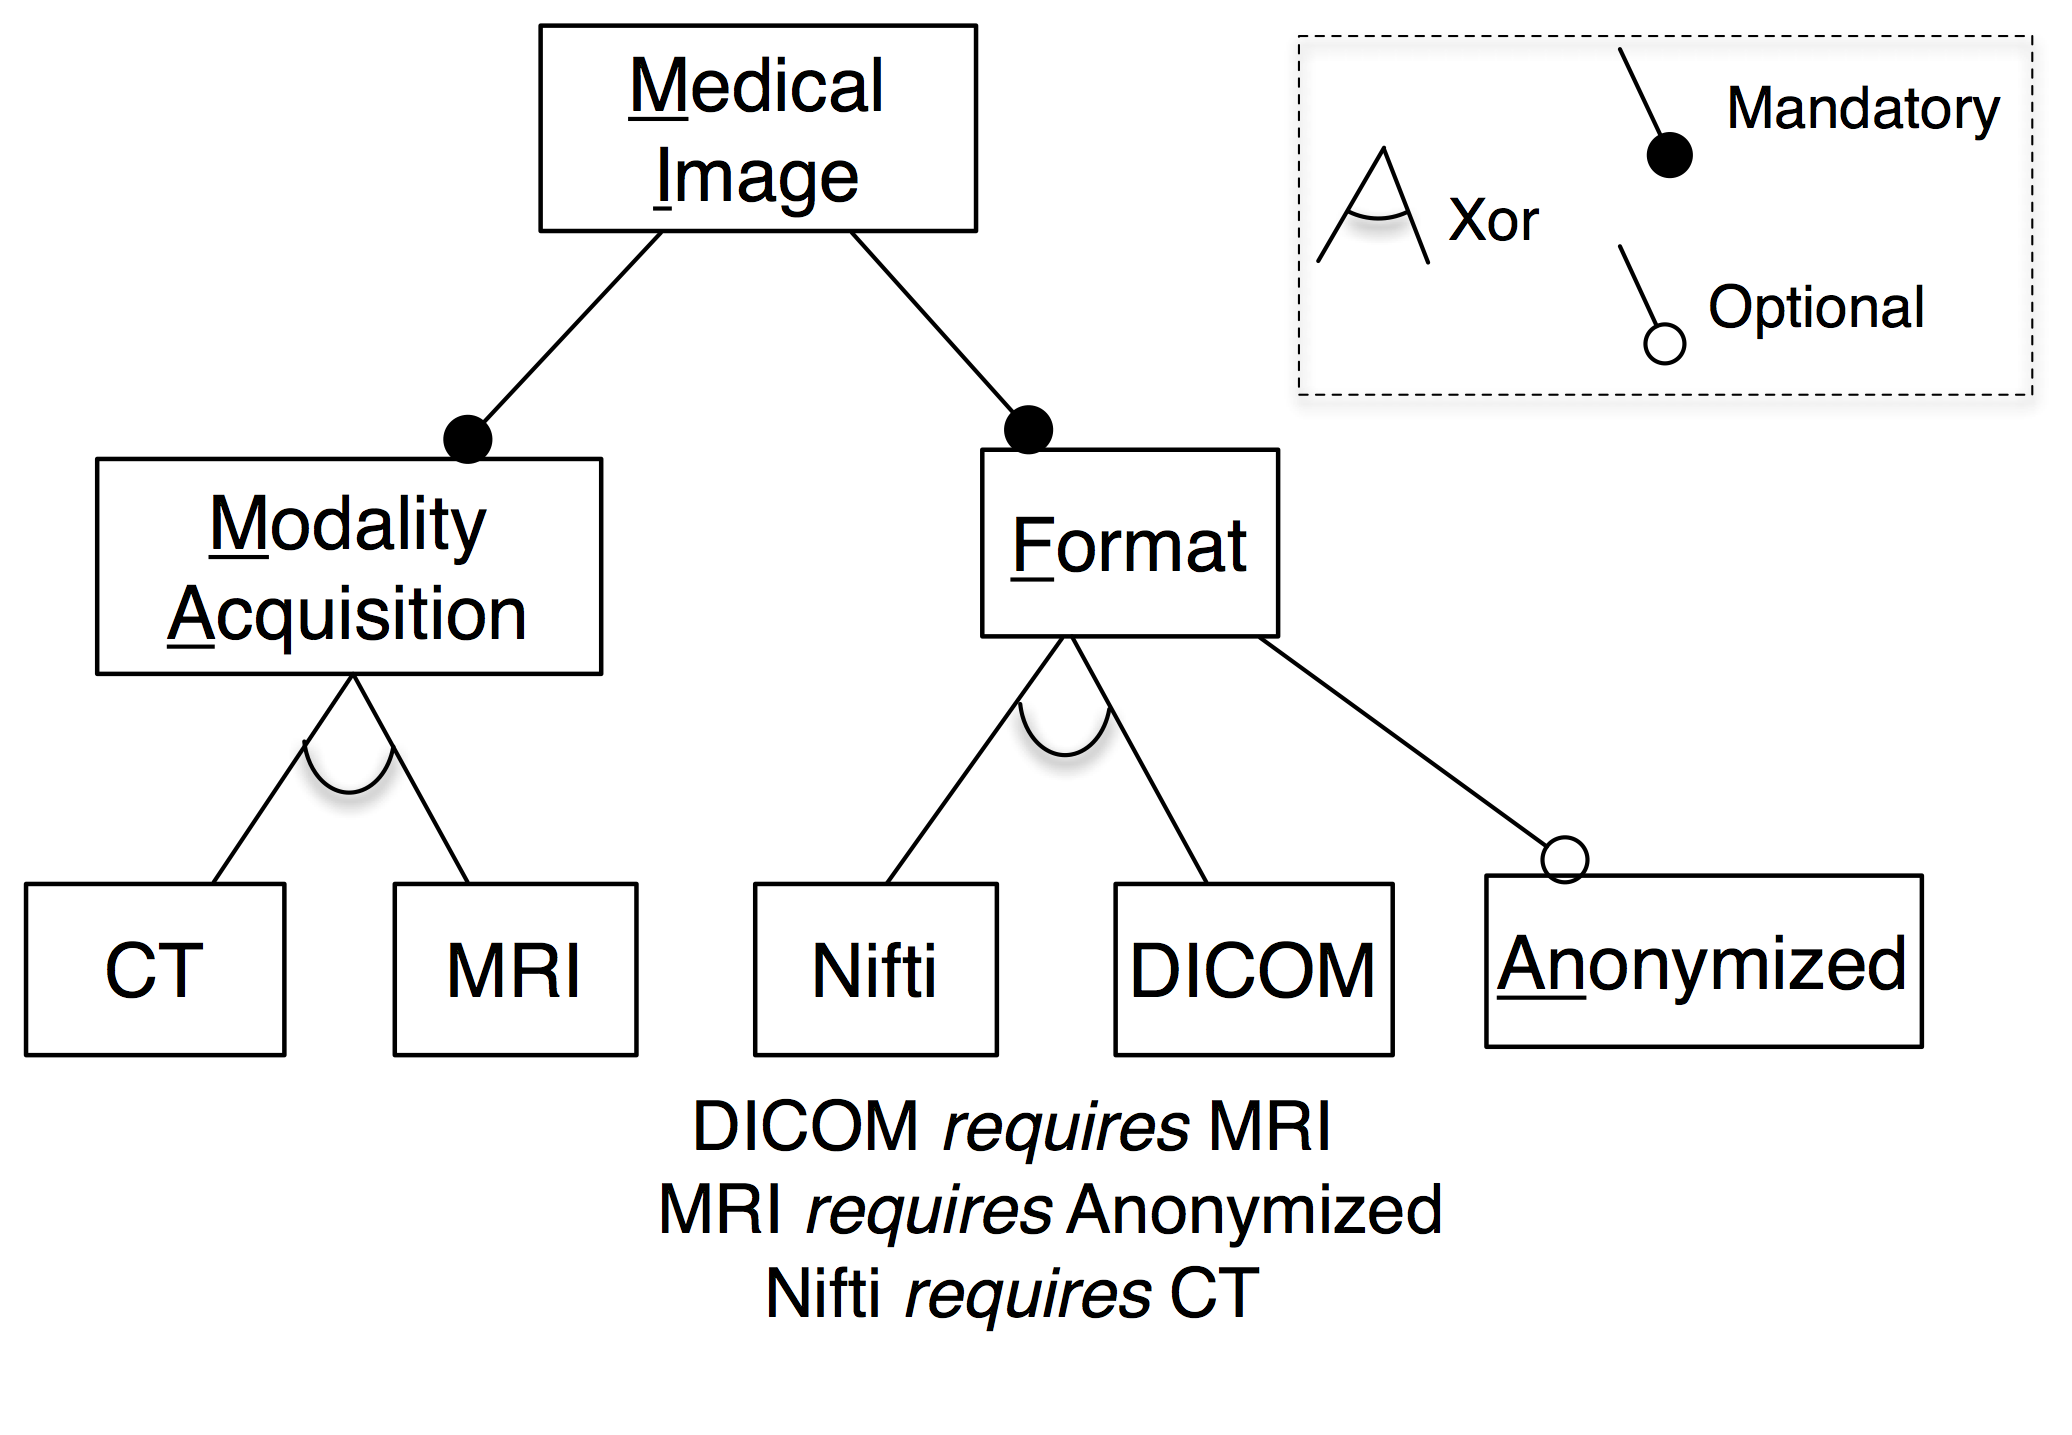 Medical
Image
Mandatory
Xor
Optional
Modality
Acquisition
Format
CT
MRI
Nifti
DICOM
Anonymized
DICOM requires MRI
MRI requires Anonymized
Nifti requires CT